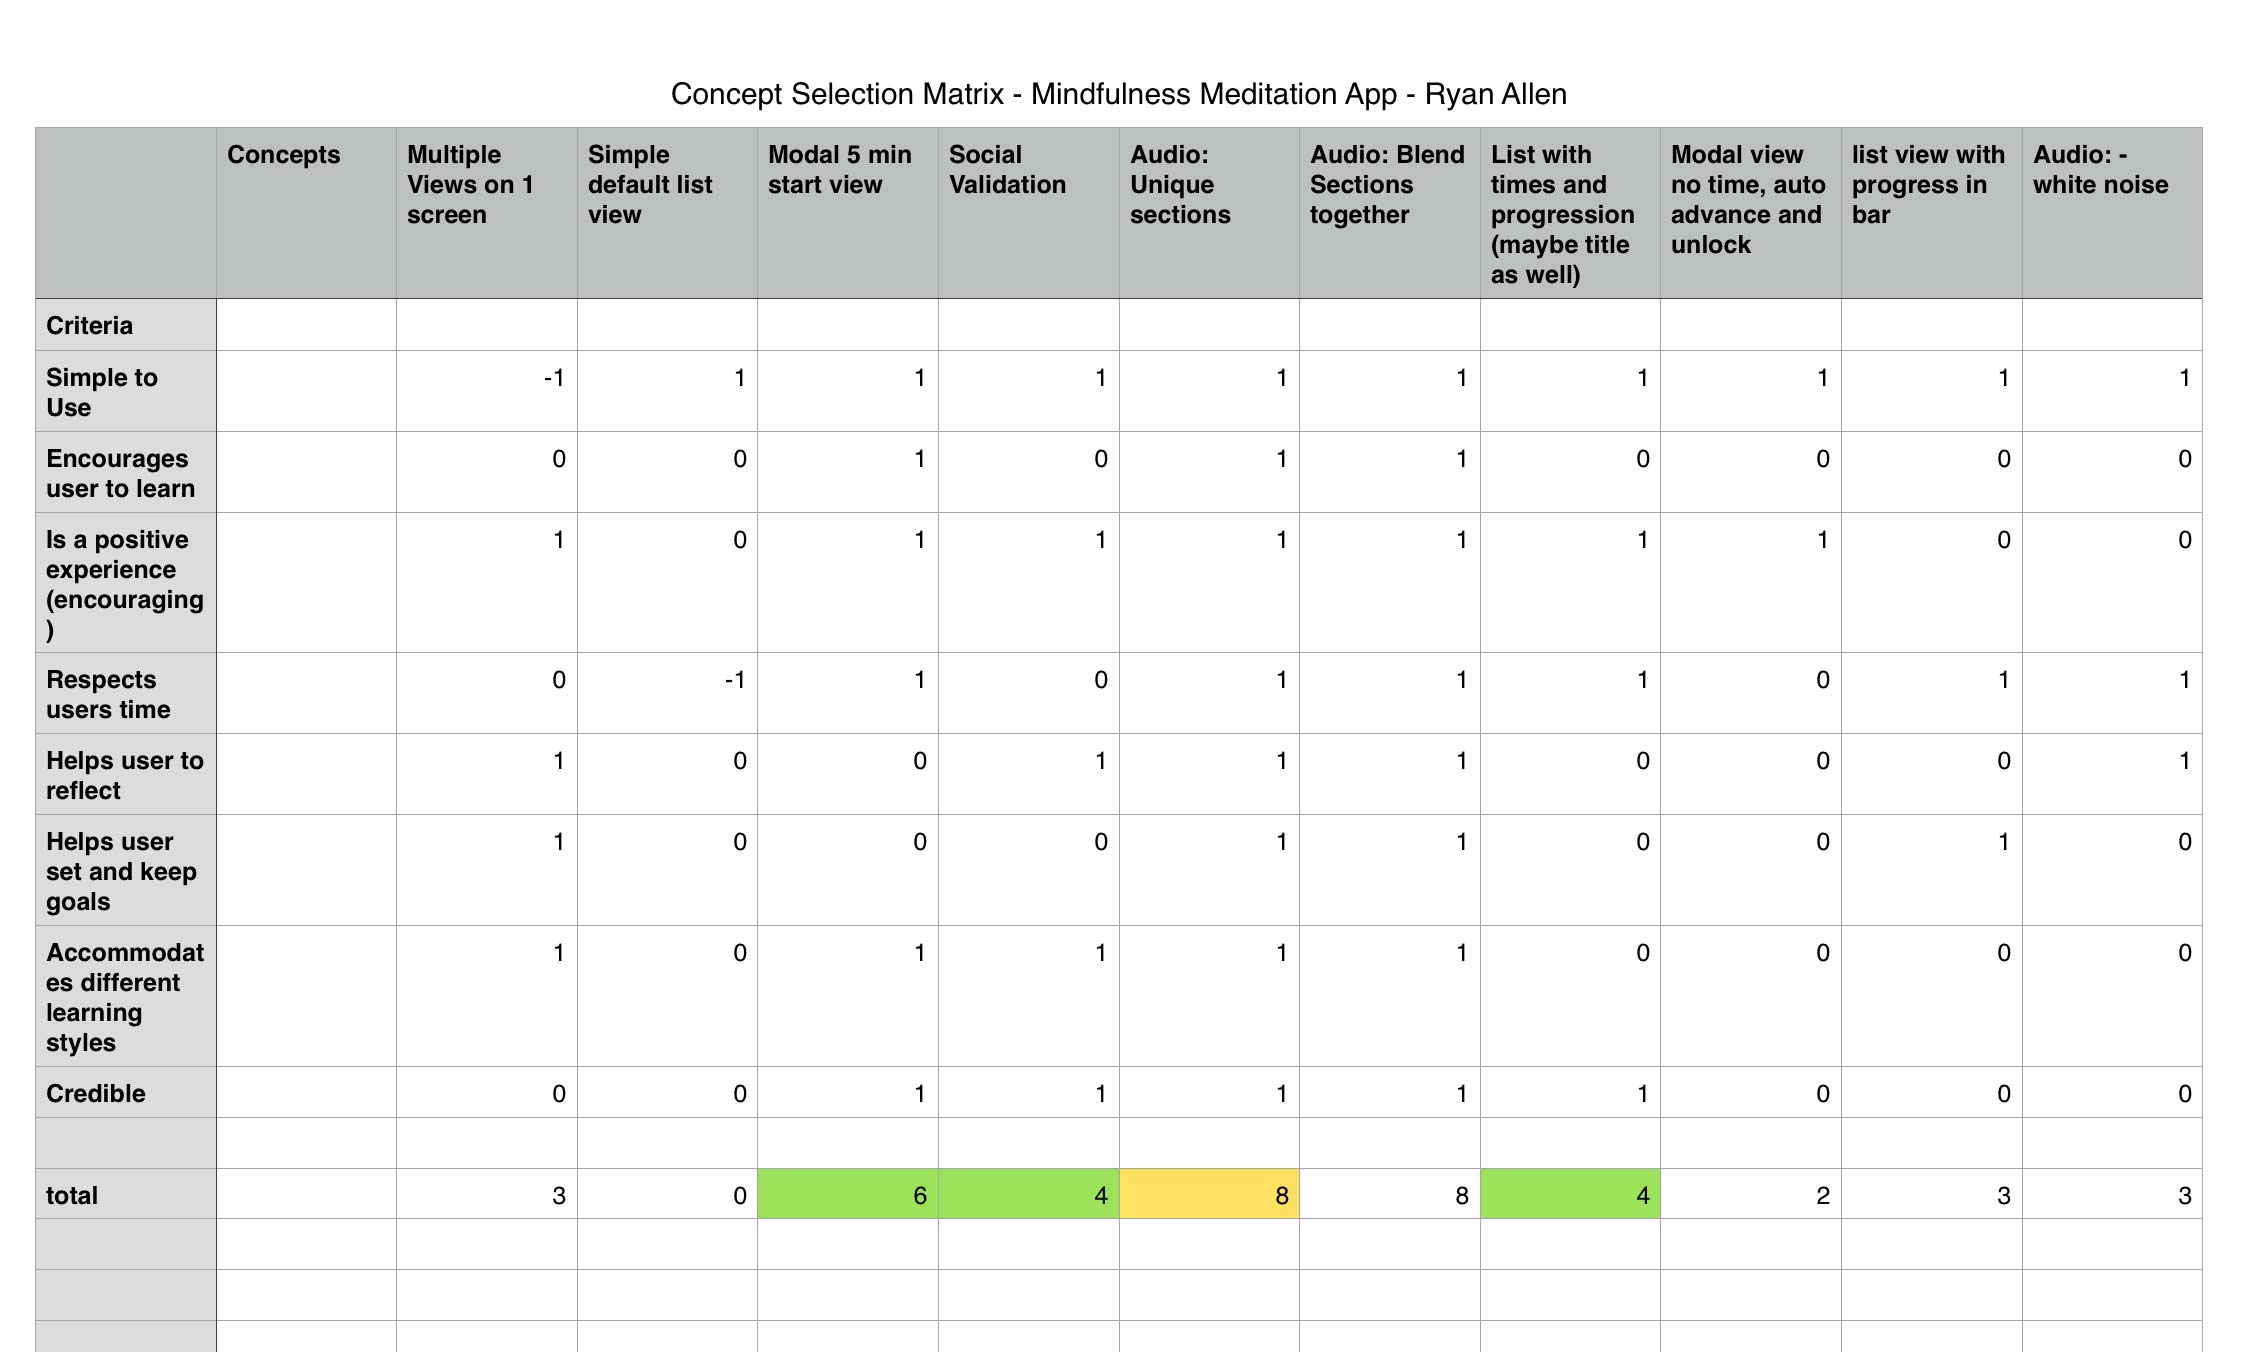 Concept Selection Matrix - Mindfulness Meditation App - Ryan Allen
Concepts
Multiple
Views on 1
screen
Simple
default list
view
Modal 5 min
start view
Social
Validation
Audio:
Unique
sections
Audio: Blend
Sections
together
List with
times and
progression
(maybe title
as well)
Modal view
no time, auto
advance and
unlock
list view with
progress in
bar
Audio: -
white noise
Criteria
Simple to
Use
-1 1 1 1 1 1 1 1 1 1
Encourages
user to learn
0 0 1 0 1 1 0 0 0 0
Is a positive
experience
(encouraging
)
1 0 1 1 1 1 1 1 0 0
Respects
users time
0 -1 1 0 1 1 1 0 1 1
Helps user to
reflect
1 0 0 1 1 1 0 0 0 1
Helps user
set and keep
goals
1 0 0 0 1 1 0 0 1 0
Accommodat
es different
learning
styles
1 0 1 1 1 1 0 0 0 0
Credible
0 0 1 1 1 1 1 0 0 0
total
3 0 6 4 8 8 4 2 3 3